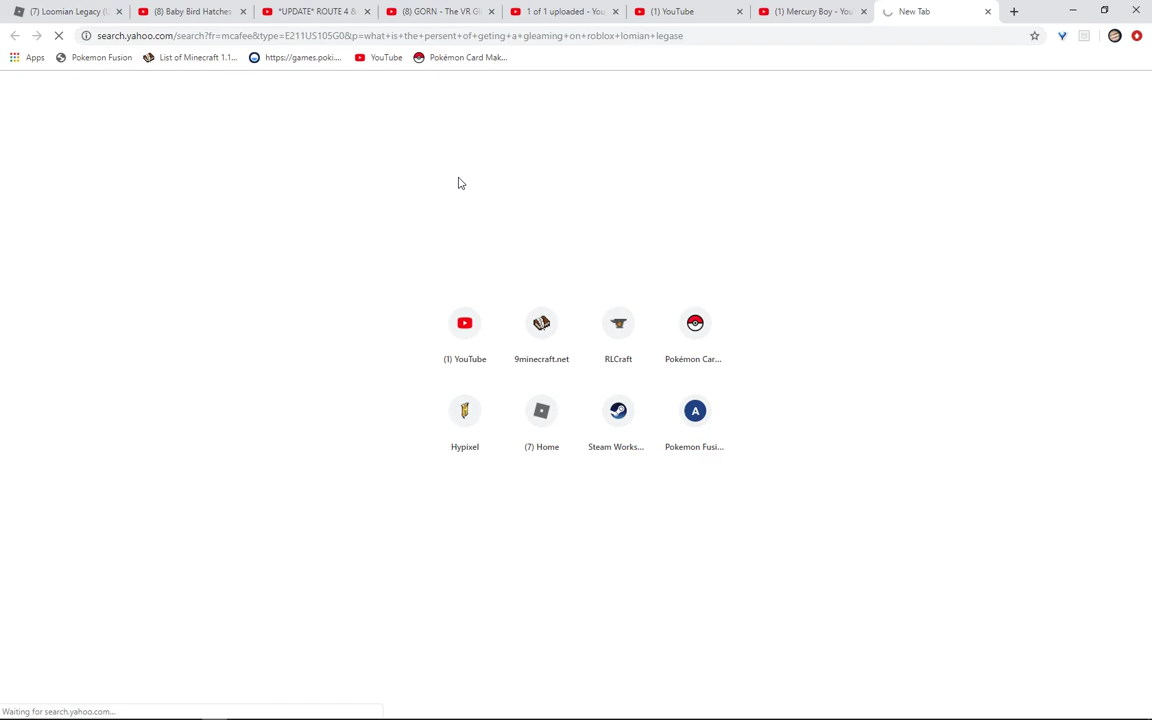 (7) Loomian Legacy (U
(8) Baby Bird Hatches
*UPDATE* ROUTE 4 &
(8) GORN - The VR Gl
1 of 1 uploaded - You
(1) YouTube
(1) Mercury Boy - You
New Tab
search.yahoo.com/search?fr=mcafee&type=E211US105G0&p=what+is+the+persent+of+geting+a+gleaming+on+roblox+lomian+legase
Apps
Pokemon Fusion
List of Minecraft 1.1...
https://games.poki....
YouTube
Pokémon Card Mak...
(1) YouTube
9minecraft.net
RLCraft
Pokémon Car...
Hypixel
(7) Home
Steam Works...
A
Pokemon Fusi...
Waiting for search.yahoo.com...